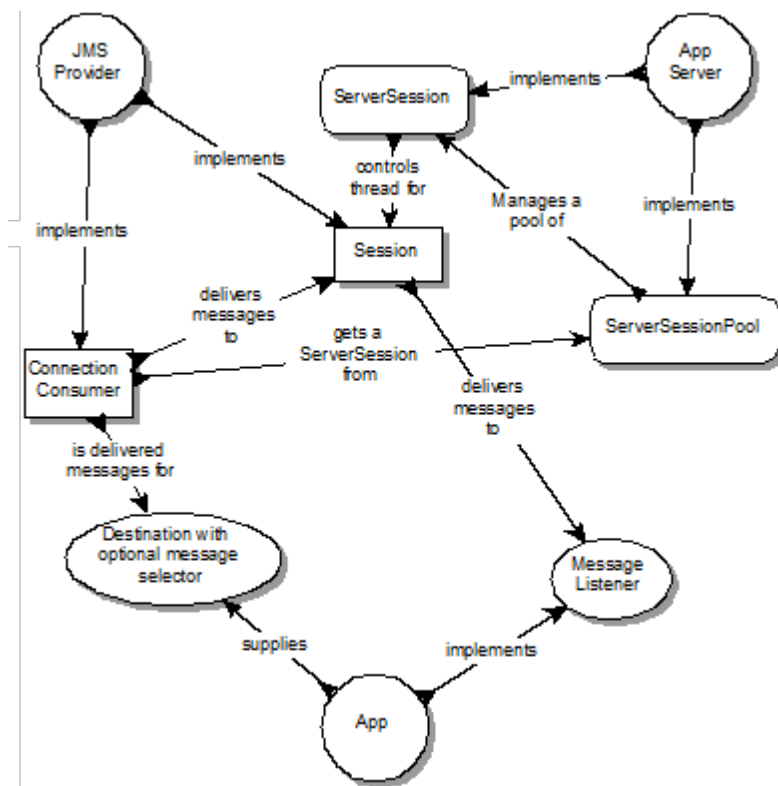 JMS
Provider
App
Server
implements
ServerSession
implements
controls
thread for
Manages a
pool of
implements
implements
Session
delivers
messages
to
gets a
ServerSession
from
ServerSessionPool
Connection
Consumer
delivers
messages
to
is delivered
messages for
Destination with
optional message
selector
Message
Listener
supplies
implements
App